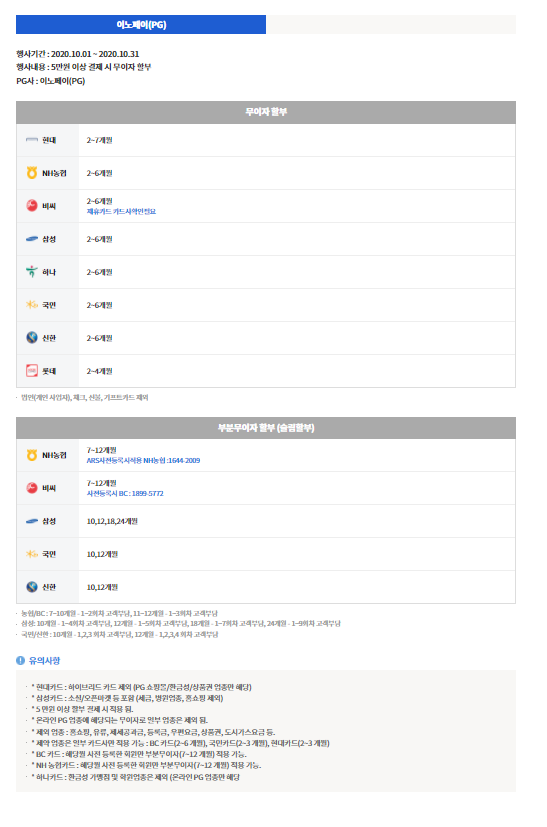 이노페이(PG)
행사기간 : 2020.10.01 ~ 2020.10.31
행사내용 : 5만원 이상 결제 시 무이자 할부
PG사 : 이노페이(PG)
무이자 할부
현대 2~7개월
NH농협 2~6개월
비씨 2~6개월
제휴카드 카드사확인필요
삼성 2~6개월
하나 2~6개월
국민 2~6개월
신한 2~6개월
롯데 2~4개월
· 법인(개인 사업자), 체크, 선불, 기프트카드 제외
부분무이자 할부 (슬림할부)
NH농협 7~12개월
ARS사전등록시적용 NH농협 :1644-2009
비씨 7~12개월
사전등록시 BC : 1899-5772
삼성 10,12,18,24개월
국민 10,12개월
신한 10,12개월
· 농협/BC : 7~10개월 - 1~2회차 고객부담, 11~12개월 - 1~3회차 고객부담
· 삼성: 10개월 - 1~4회차 고객부담, 12개월 - 1~5회차 고객부담, 18개월 - 1~7회차 고객부담, 24개월 - 1~9회차 고객부담
· 국민/신한 : 10개월 - 1,2,3 회차 고객부담, 12개월 - 1,2,3,4 회차 고객부담
! 유의사항
· * 현대카드 : 하이브리드 카드 제외 (PG 쇼핑몰/환금성/상품권 업종만 해당)
· * 삼성카드 : 소셜/오픈마켓 등 포함 (세금, 병원업종, 홈쇼핑 제외)
· * 5 만원 이상 할부 결제 시 적용 됨.
· * 온라인 PG 업종에 해당되는 무이자로 일부 업종은 제외 됨.
· * 제외 업종 : 홈쇼핑, 유류, 제세공과금, 등록금, 우편요금, 상품권, 도시가스요금 등.
· * 제약 업종은 일부 카드사만 적용 가능 : BC 카드(2~6 개월), 국민카드(2~3 개월), 현대카드(2~3 개월)
· * BC 카드 : 해당월 사전 등록한 회원만 부분무이자(7~12 개월) 적용 가능.
· * NH 농협카드 : 해당월 사전 등록한 회원만 부분무이자(7~12 개월) 적용 가능.
· * 하나카드 : 환금성 가맹점 및 학원업종은 제외 (온라인 PG 업종만 해당